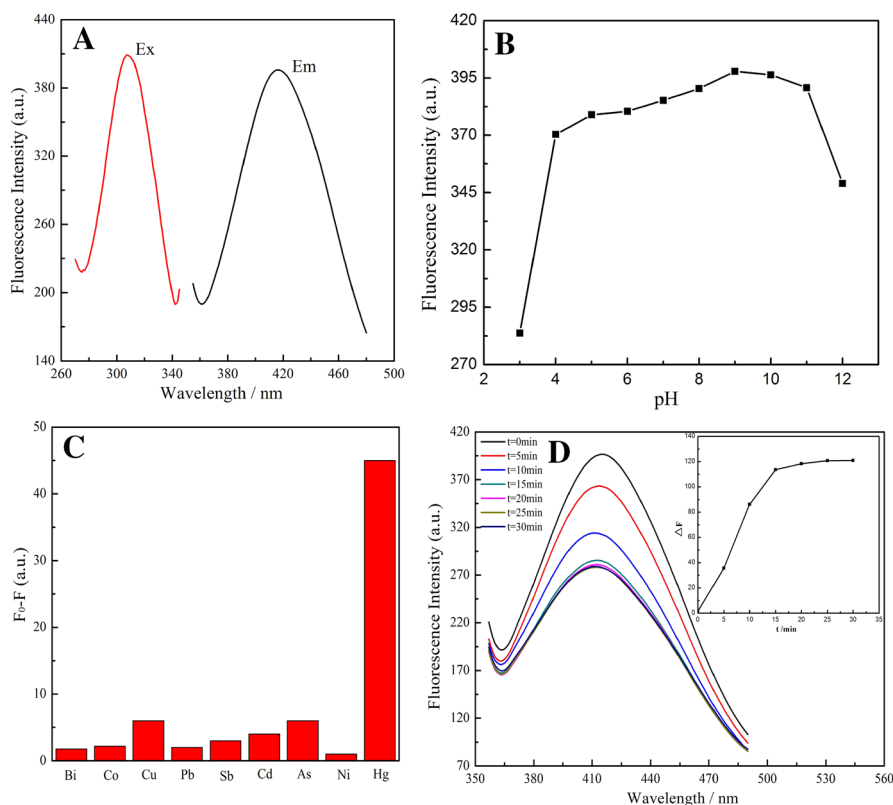 A
Ex
Em
Fluorescence Intensity (a.u.)
440
380
320
260
200
140
260 300 340 380 420 460 500
Wavelength / nm
B
Fluorescence Intensity (a.u.)
420
395
370
345
320
295
270
2 4 6 8 10 12
pH
C
F₀-F (a.u.)
50
40
30
20
10
0
Bi Co Cu Pb Sb Cd As Ni Hg
D
t=0min
t=5min
t=10min
t=15min
t=20min
t=25min
t=30min
Fluorescence Intensity (a.u.)
420
370
320
270
220
170
120
70
350 380 410 440 470 500 530 560
Wavelength / nm
△F
140
120
100
80
60
40
20
0
0 5 10 15 20 25 30 35
t /min